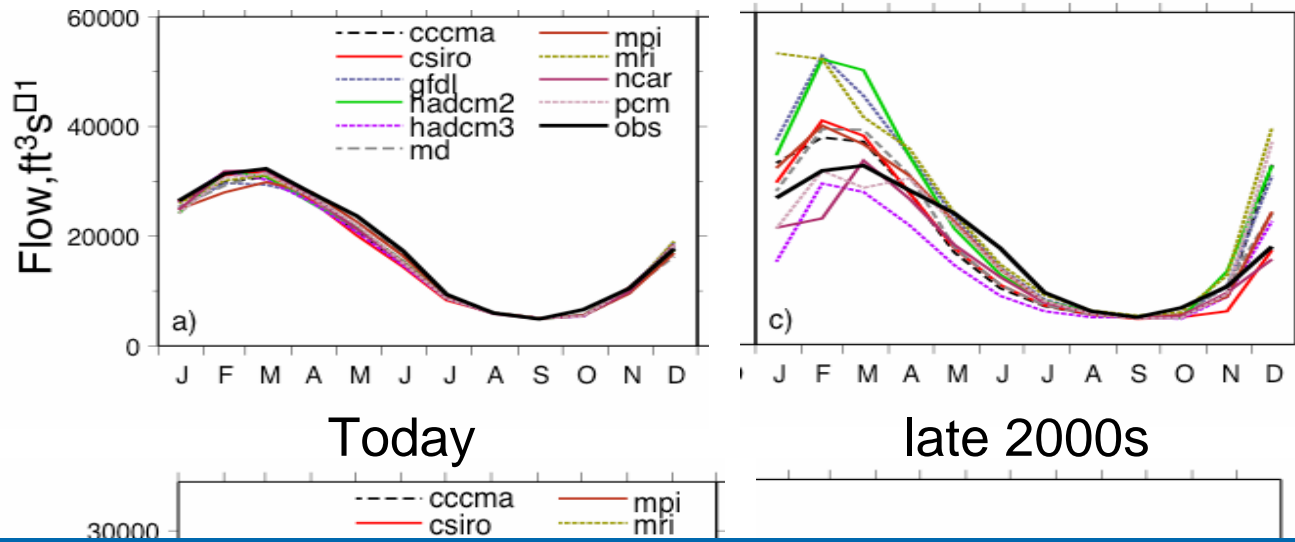 60000
40000
20000
0
Flow,ft³s□1
cccma
csiro
gfdl
hadcm2
hadcm3
md
mpi
mri
ncar
pcm
obs
a)
J F M A M J J A S O N D
Today
c)
J F M A M J J A S O N D
late 2000s
30000
cccma
csiro
mpi
mri